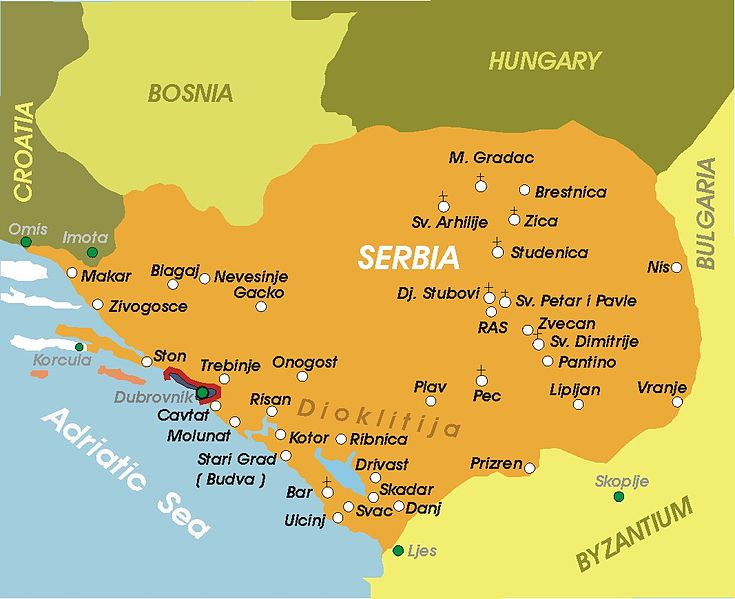 HUNGARY
BOSNIA
CROATIA
BULGARIA
M. Gradac
Brestnica
Sv. Arhilije
Zica
Omis
Imota
SERBIA
Studenica
Makar
Blagaj
Nevesinje
Nis
Zivogosce
Gacko
Dj. Stubovi
Sv. Petar i Pavle
RAS
Zvecan
Sv. Dimitrije
Korcula
Ston
Trebinje
Onogost
Pantino
Dubrovnik
Cavtat
Risan
Plav
Pec
Lipljan
Vranje
Dioklitija
Molunat
Kotor
Ribnica
Adriatic Sea
Stari Grad
( Budva )
Drivast
Prizren
Skoplje
Bar
Skadar
Svac
Danj
Ulcinj
BYZANTIUM
Ljes